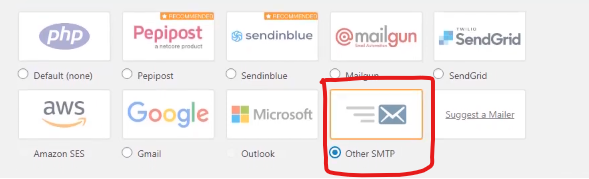 RECOMMENDED RECOMMENDED
php Pepipost sendinblue @mailgun TWILIO SendGrid
a netcore product
Default (none) Pepipost Sendinblue Mailgun SendGrid
aws Google Microsoft Suggest a Mailer
Amazon SES Gmail Outlook Other SMTP